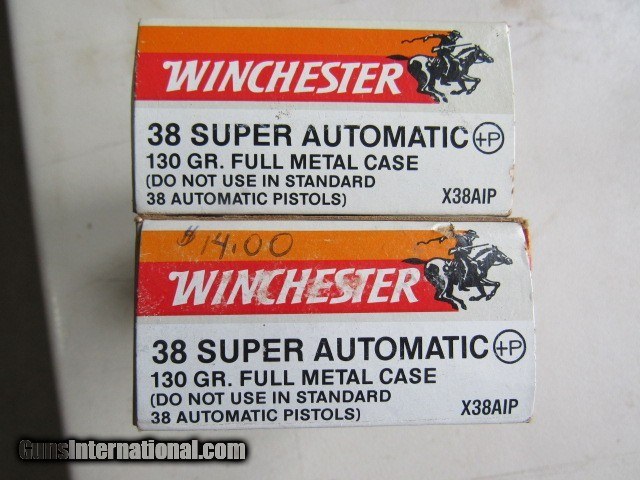 WINCHESTER
38 SUPER AUTOMATIC +P
130 GR. FULL METAL CASE
(DO NOT USE IN STANDARD
38 AUTOMATIC PISTOLS) X38AIP
$14.00
WINCHESTER
38 SUPER AUTOMATIC +P
130 GR. FULL METAL CASE
(DO NOT USE IN STANDARD
38 AUTOMATIC PISTOLS) X38AIP
GunsInternational.com